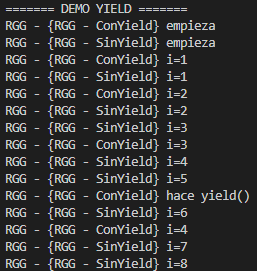 ======= DEMO YIELD =======
RGG - {RGG - ConYield} empieza
RGG - {RGG - SinYield} empieza
RGG - {RGG - ConYield} i=1
RGG - {RGG - SinYield} i=1
RGG - {RGG - ConYield} i=2
RGG - {RGG - SinYield} i=2
RGG - {RGG - SinYield} i=3
RGG - {RGG - ConYield} i=3
RGG - {RGG - SinYield} i=4
RGG - {RGG - SinYield} i=5
RGG - {RGG - ConYield} hace yield()
RGG - {RGG - SinYield} i=6
RGG - {RGG - ConYield} i=4
RGG - {RGG - SinYield} i=7
RGG - {RGG - SinYield} i=8